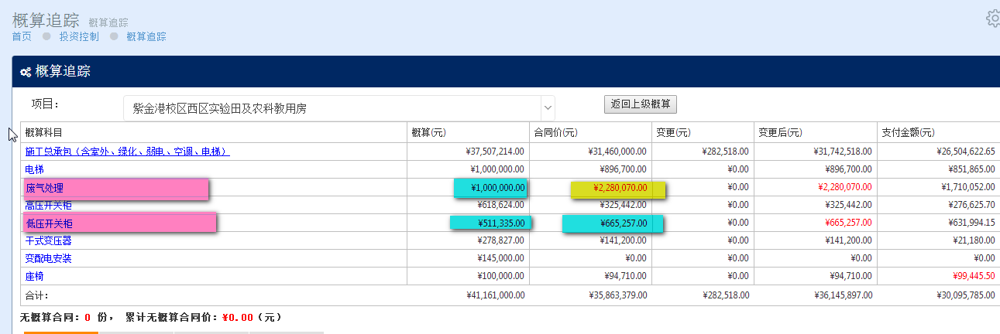 概算追踪 概算追踪
首页 投资控制 概算追踪
概算追踪
项目： 紫金港校区西区实验田及农科教用房 返回上级概算
概算科目 概算(元) 合同价(元) 变更(元) 变更后(元) 支付金额(元)
施工总承包（含室外、绿化、弱电、空调、电梯） ¥37,507,214.00 ¥31,460,000.00 ¥282,518.00 ¥31,742,518.00 ¥26,504,622.65
电梯 ¥1,000,000.00 ¥896,700.00 ¥0.00 ¥896,700.00 ¥851,865.00
废气处理 ¥1,000,000.00 ¥2,280,070.00 ¥0.00 ¥2,280,070.00 ¥1,710,052.00
高压开关柜 ¥618,624.00 ¥325,442.00 ¥0.00 ¥325,442.00 ¥276,625.70
低压开关柜 ¥511,335.00 ¥665,257.00 ¥0.00 ¥665,257.00 ¥631,994.15
干式变压器 ¥278,827.00 ¥141,200.00 ¥0.00 ¥141,200.00 ¥21,180.00
变配电安装 ¥145,000.00 ¥0.00 ¥0.00 ¥0.00 ¥0.00
座椅 ¥100,000.00 ¥94,710.00 ¥0.00 ¥94,710.00 ¥99,445.50
合计： ¥41,161,000.00 ¥35,863,379.00 ¥282,518.00 ¥36,145,897.00 ¥30,095,785.00
无概算合同：0 份， 累计无概算合同价：¥0.00（元）